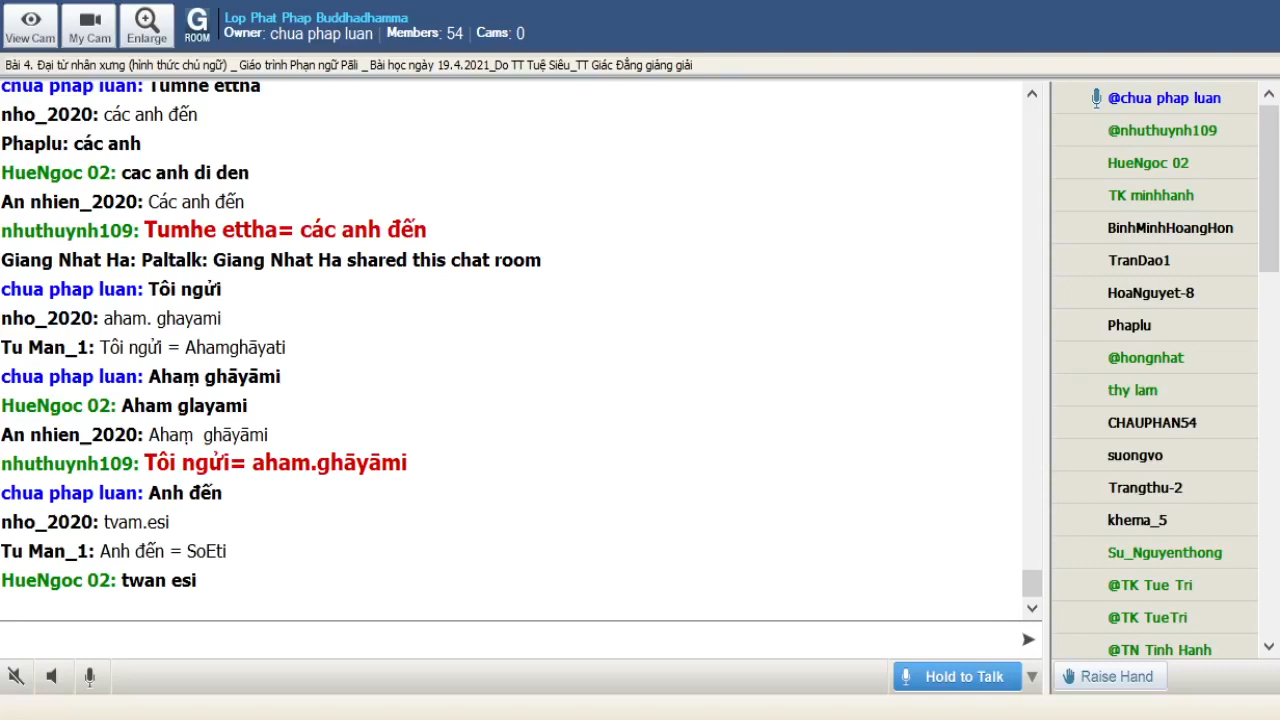 View Cam
My Cam
Enlarge
G
ROOM
Lop Phat Phap Buddhadhamma
Owner: chua phap luan Members: 54 Cams: 0
Bài 4. Đại từ nhân xưng (hình thức chủ ngữ) _ Giáo trình Phạn ngữ Pāli _ Bài học ngày 19.4.2021_Do TT Tuệ Siêu_TT Giác Đẳng giảng giải
chua phap luan: Tumhe ettha
nho_2020: các anh đến
Phaplu: các anh
HueNgoc 02: cac anh di den
An nhien_2020: Các anh đến
nhuthuynh109: Tumhe ettha= các anh đến
Giang Nhat Ha: Paltalk: Giang Nhat Ha shared this chat room
chua phap luan: Tôi ngửi
nho_2020: aham. ghayami
Tu Man_1: Tôi ngửi = Ahamghāyati
chua phap luan: Ahaṃ ghāyāmi
HueNgoc 02: Aham glayami
An nhien_2020: Ahaṃ ghāyāmi
nhuthuynh109: Tôi ngửi= aham.ghāyāmi
chua phap luan: Anh đến
nho_2020: tvam.esi
Tu Man_1: Anh đến = SoEti
HueNgoc 02: twan esi
@chua phap luan
@nhuthuynh109
HueNgoc 02
TK minhhanh
BinhMinhHoangHon
TranDao1
HoaNguyet-8
Phaplu
@hongnhat
thy lam
CHAUPHAN54
suongvo
Trangthu-2
khema_5
Su_Nguyenthong
@TK Tue Tri
@TK TueTri
@TN Tinh Hanh
Hold to Talk
Raise Hand